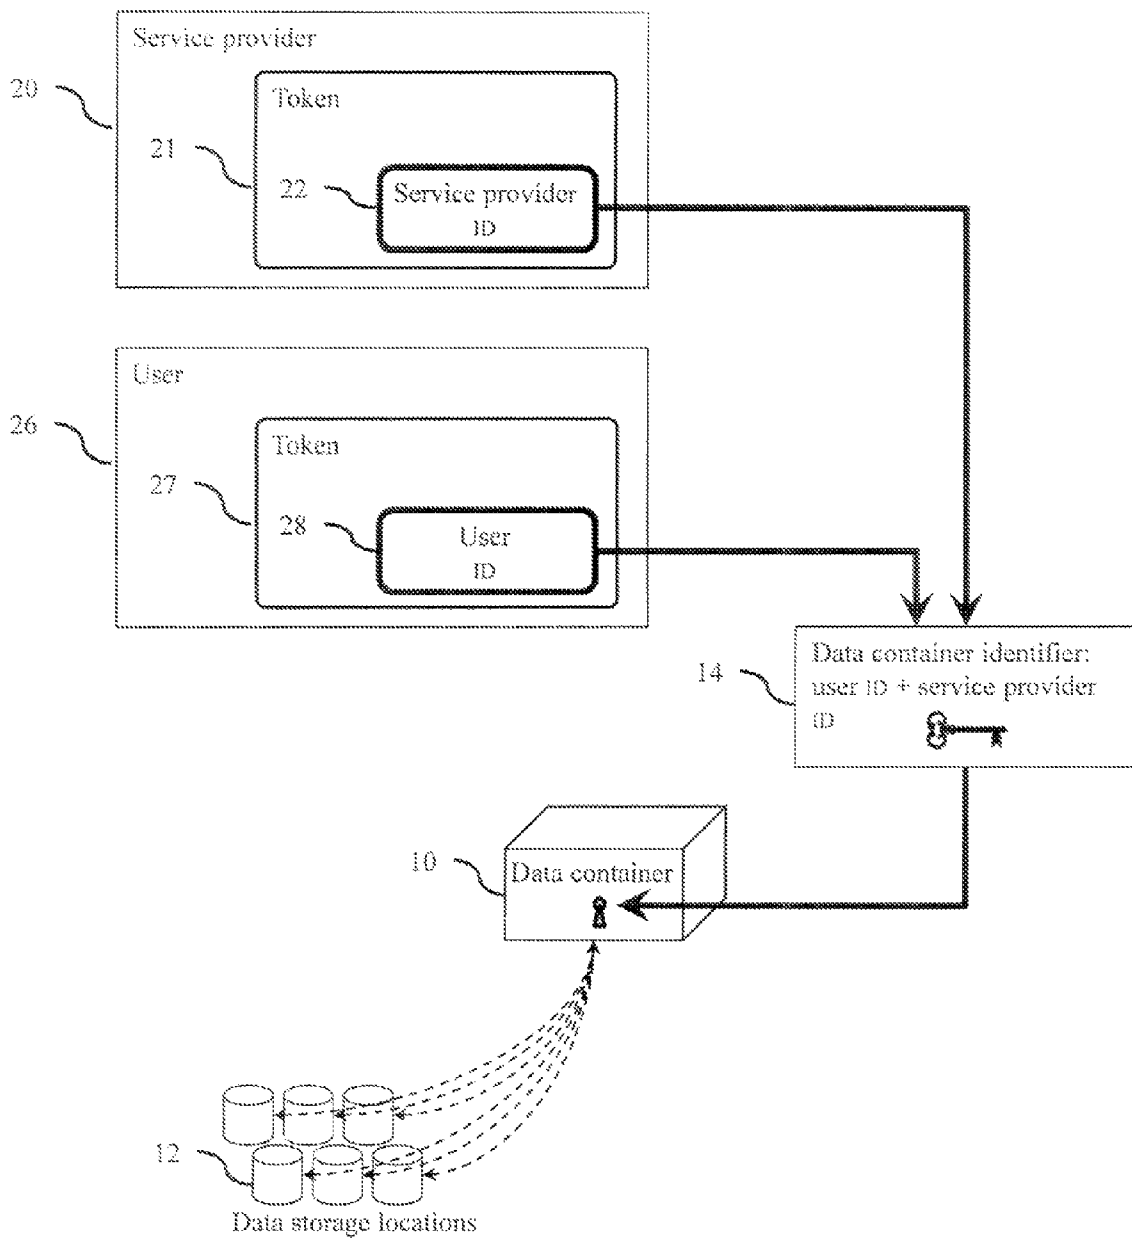 Service provider
20
Token
21
22
Service provider
ID
User
26
Token
27
28
User
ID
14
Data container identifier:
user ID + service provider
ID
10
Data container
12
Data storage locations